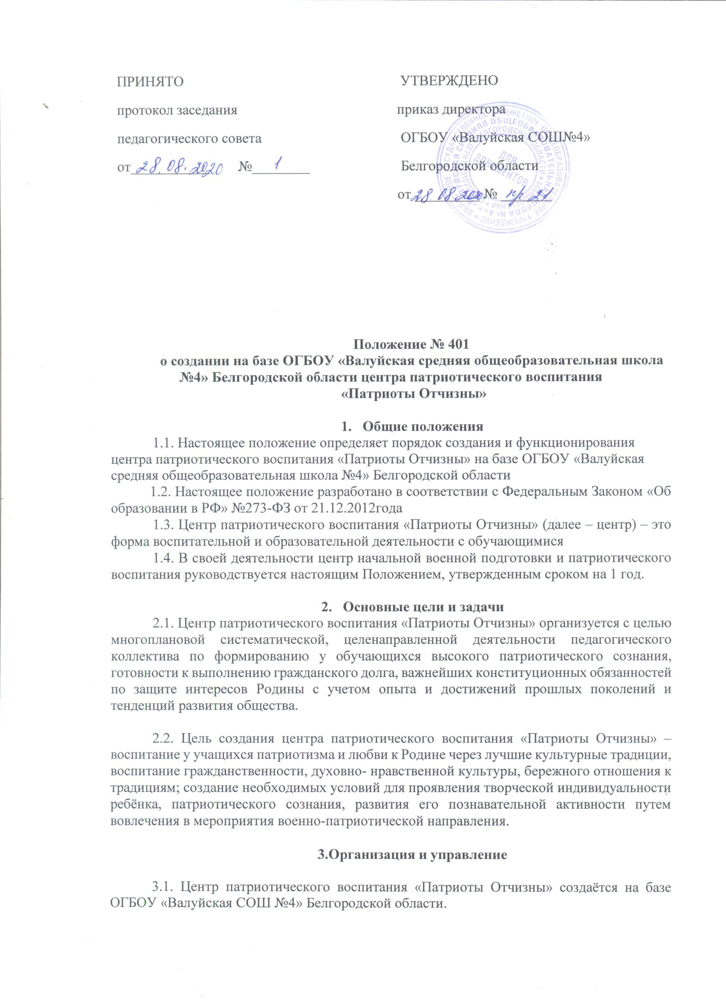 ПРИНЯТО
протокол заседания
педагогического совета
от 28.08.2020 № 1
УТВЕРЖДЕНО
приказ директора
ОГБОУ «Валуйская СОШ№4»
Белгородской области
от 28.08.2020 № пр 21
ДЛЯ
ДОКУМЕНТОВ
Положение № 401
о создании на базе ОГБОУ «Валуйская средняя общеобразовательная школа
№4» Белгородской области центра патриотического воспитания
«Патриоты Отчизны»
1. Общие положения
1.1. Настоящее положение определяет порядок создания и функционирования
центра патриотического воспитания «Патриоты Отчизны» на базе ОГБОУ «Валуйская
средняя общеобразовательная школа №4» Белгородской области
1.2. Настоящее положение разработано в соответствии с Федеральным Законом «Об
образовании в РФ» №273-ФЗ от 21.12.2012года
1.3. Центр патриотического воспитания «Патриоты Отчизны» (далее – центр) – это
форма воспитательной и образовательной деятельности с обучающимися
1.4. В своей деятельности центр начальной военной подготовки и патриотического
воспитания руководствуется настоящим Положением, утвержденным сроком на 1 год.
2. Основные цели и задачи
2.1. Центр патриотического воспитания «Патриоты Отчизны» организуется с целью
многоплановой систематической, целенаправленной деятельности педагогического
коллектива по формированию у обучающихся высокого патриотического сознания,
готовности к выполнению гражданского долга, важнейших конституционных обязанностей
по защите интересов Родины с учетом опыта и достижений прошлых поколений и
тенденций развития общества.
2.2. Цель создания центра патриотического воспитания «Патриоты Отчизны» –
воспитание у учащихся патриотизма и любви к Родине через лучшие культурные традиции,
воспитание гражданственности, духовно- нравственной культуры, бережного отношения к
традициям; создание необходимых условий для проявления творческой индивидуальности
ребёнка, патриотического сознания, развития его познавательной активности путем
вовлечения в мероприятия военно-патриотической направления.
3.Организация и управление
3.1. Центр патриотического воспитания «Патриоты Отчизны» создаётся на базе
ОГБОУ «Валуйская СОШ №4» Белгородской области.